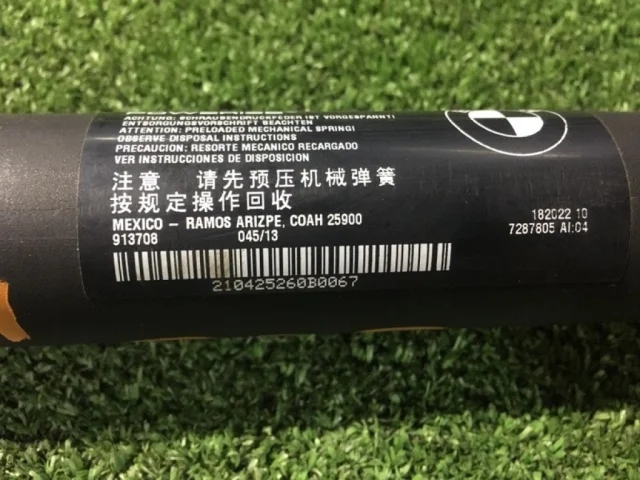 ACHTUNG: SCHRAUBENDRUCKFEDER IST VORGESPANNT!
ENTSORGUNGSVORSCHRIFT BEACHTEN
ATTENTION: PRELOADED MECHANICAL SPRING!
OBSERVE DISPOSAL INSTRUCTIONS
PRECAUCION: RESORTE MECANICO RECARGADO
VER INSTRUCCIONES DE DISPOSICION
注意 请先预压机械弹簧
按规定操作回收
MEXICO – RAMOS ARIZPE, COAH 25900
913708 045/13
182022 10
7287805 AI:04
210425260B0067